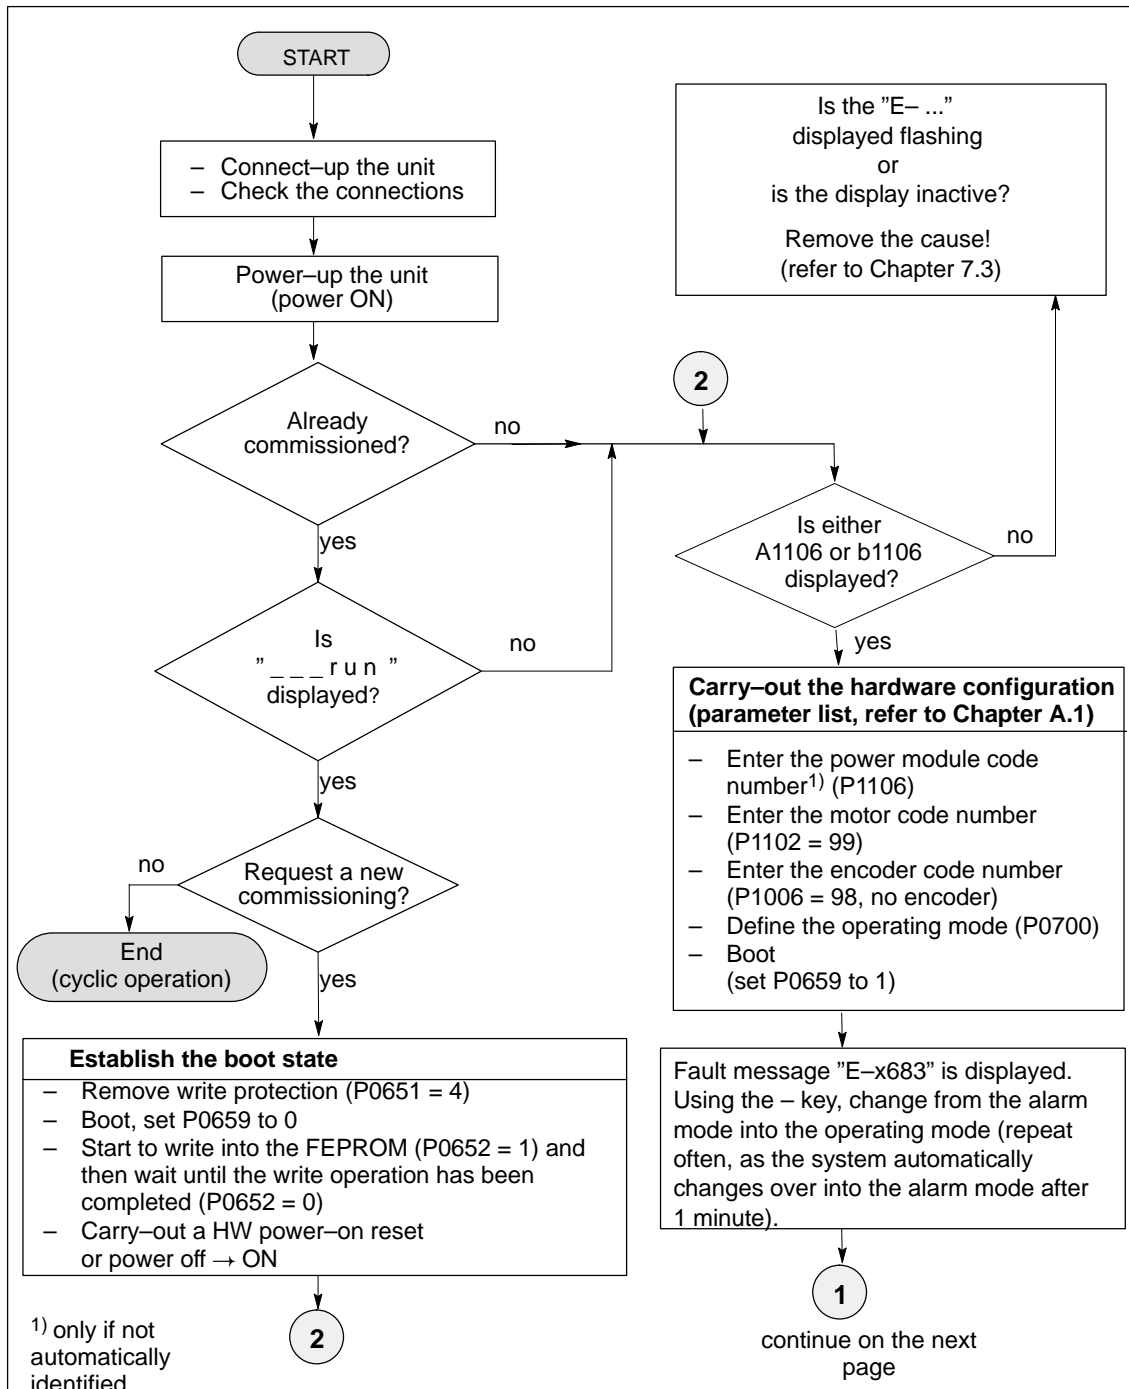 START
– Connect–up the unit
– Check the connections
Power–up the unit
(power ON)
Already
commissioned?
no
yes
Is
" _ _ _ r u n "
displayed?
no
yes
Request a new
commissioning?
no
End
(cyclic operation)
yes
Establish the boot state
– Remove write protection (P0651 = 4)
– Boot, set P0659 to 0
– Start to write into the FEPROM (P0652 = 1) and
then wait until the write operation has been
completed (P0652 = 0)
– Carry–out a HW power–on reset
or power off → ON
2
1) only if not
automatically
identified
Is the ”E– ...”
displayed flashing
or
is the display inactive?
Remove the cause!
(refer to Chapter 7.3)
2
Is either
A1106 or b1106
displayed?
no
yes
Carry–out the hardware configuration
(parameter list, refer to Chapter A.1)
– Enter the power module code
number1) (P1106)
– Enter the motor code number
(P1102 = 99)
– Enter the encoder code number
(P1006 = 98, no encoder)
– Define the operating mode (P0700)
– Boot
(set P0659 to 1)
Fault message ”E–x683” is displayed.
Using the – key, change from the alarm
mode into the operating mode (repeat
often, as the system automatically
changes over into the alarm mode after
1 minute).
1
continue on the next
page